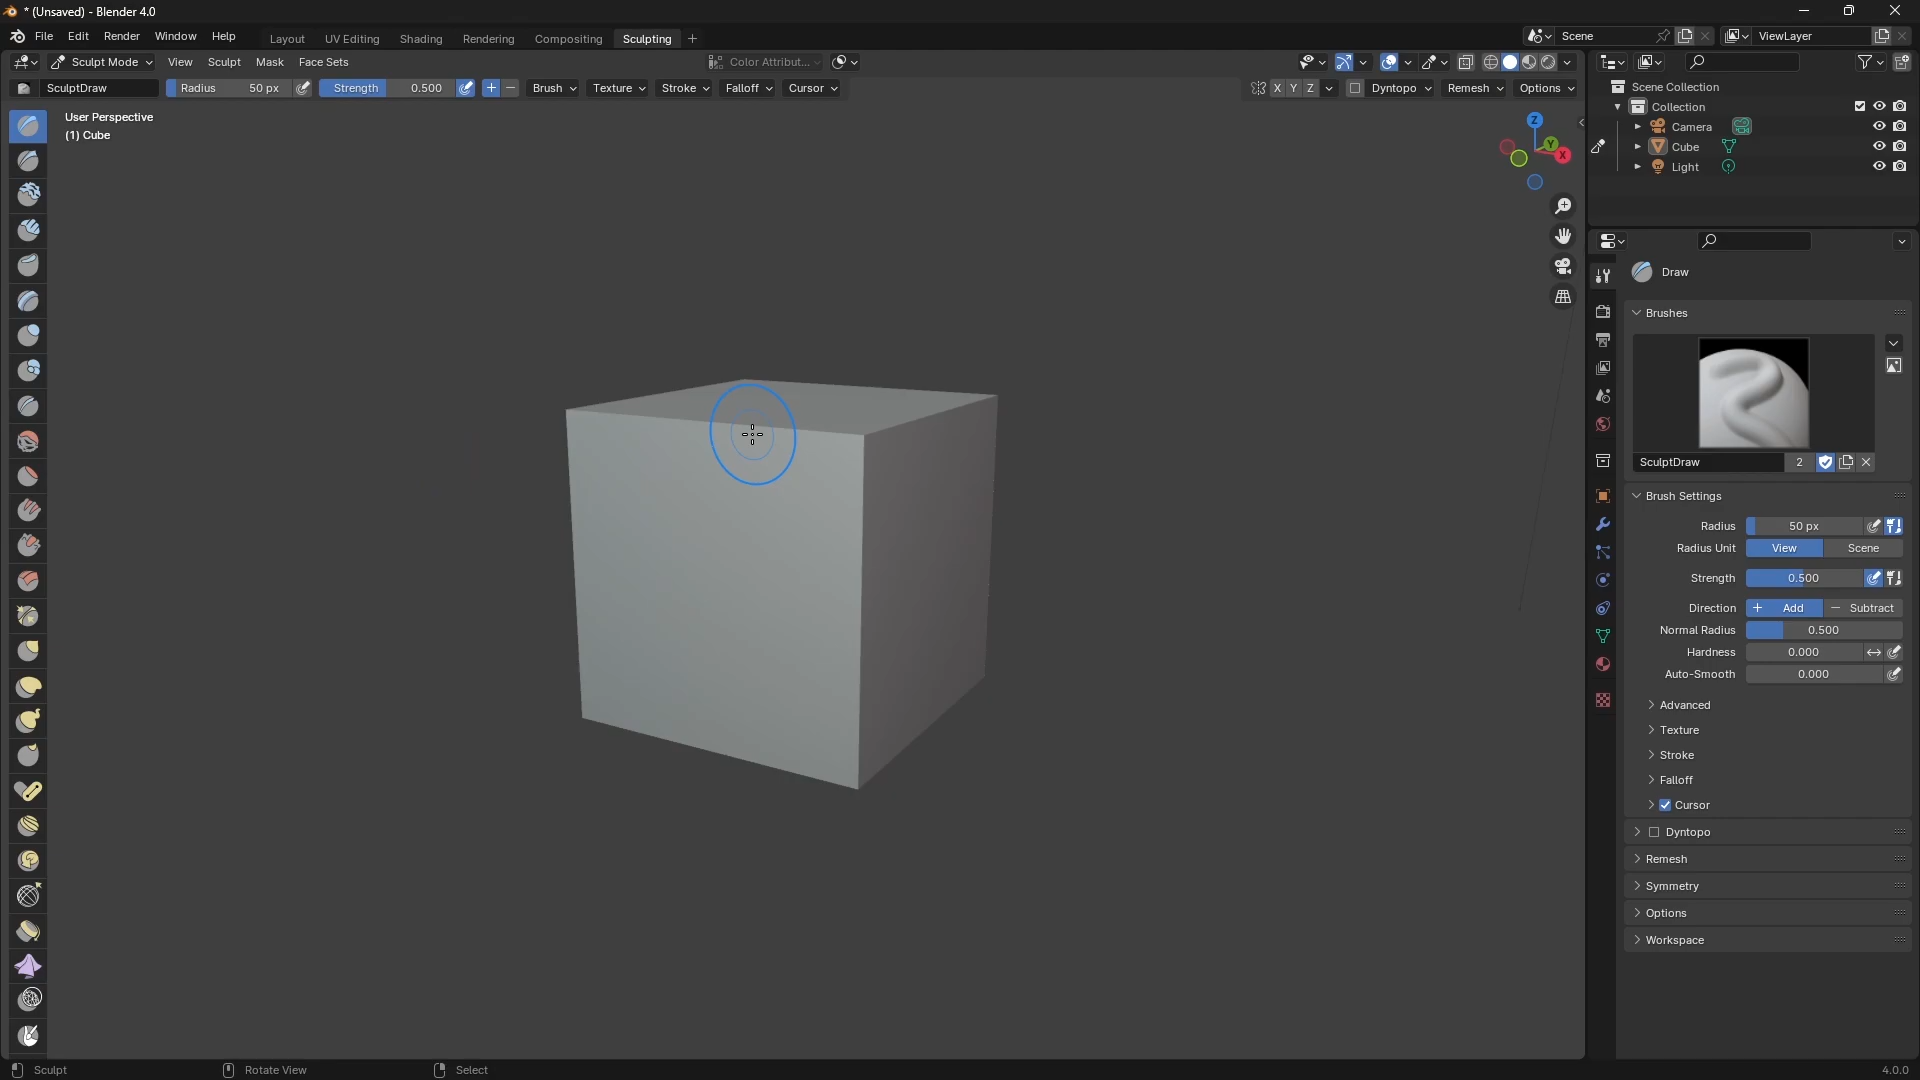 * (Unsaved) - Blender 4.0
File Edit Render Window Help Layout UV Editing Shading Rendering Compositing Sculpting + Scene ViewLayer
Sculpt Mode View Sculpt Mask Face Sets Color Attribut...
SculptDraw Radius 50 px Strength 0.500 + − Brush Texture Stroke Falloff Cursor X Y Z Dyntopo Remesh Options
User Perspective
(1) Cube
Z
Y
X
Scene Collection
Collection
Camera
Cube
Light
Draw
Brushes
SculptDraw 2
Brush Settings
Radius 50 px
Radius Unit View Scene
Strength 0.500
Direction + Add − Subtract
Normal Radius 0.500
Hardness 0.000
Auto-Smooth 0.000
Advanced
Texture
Stroke
Falloff
Cursor
Dyntopo
Remesh
Symmetry
Options
Workspace
Sculpt Rotate View Select 4.0.0